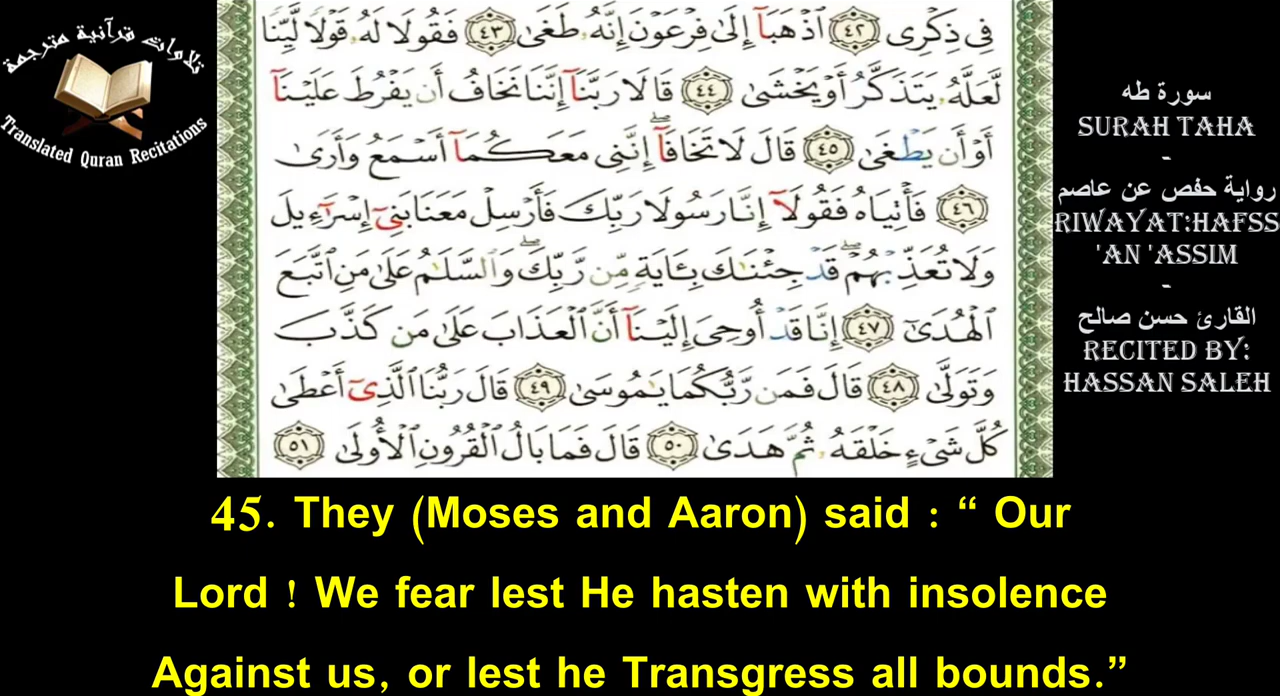 تلاوات قرآنية مترجمة
Translated Quran Recitations
فِي ذِكْرِي ٤٢ ٱذْهَبَآ إِلَىٰ فِرْعَوْنَ إِنَّهُۥ طَغَىٰ ٤٣ فَقُولَا لَهُۥ قَوْلًا لَّيِّنًا
لَّعَلَّهُۥ يَتَذَكَّرُ أَوْ يَخْشَىٰ ٤٤ قَالَا رَبَّنَآ إِنَّنَا نَخَافُ أَن يَفْرُطَ عَلَيْنَآ
أَوْ أَن يَطْغَىٰ ٤٥ قَالَ لَا تَخَافَآ ۖ إِنَّنِى مَعَكُمَآ أَسْمَعُ وَأَرَىٰ
٤٦ فَأْتِيَاهُ فَقُولَآ إِنَّا رَسُولَا رَبِّكَ فَأَرْسِلْ مَعَنَا بَنِىٓ إِسْرَٰٓءِيلَ
وَلَا تُعَذِّبْهُمْ ۖ قَدْ جِئْنَٰكَ بِـَٔايَةٍ مِّن رَّبِّكَ ۖ وَٱلسَّلَٰمُ عَلَىٰ مَنِ ٱتَّبَعَ
ٱلْهُدَىٰٓ ٤٧ إِنَّا قَدْ أُوحِىَ إِلَيْنَآ أَنَّ ٱلْعَذَابَ عَلَىٰ مَن كَذَّبَ
وَتَوَلَّىٰ ٤٨ قَالَ فَمَن رَّبُّكُمَا يَٰمُوسَىٰ ٤٩ قَالَ رَبُّنَا ٱلَّذِىٓ أَعْطَىٰ
كُلَّ شَىْءٍ خَلْقَهُۥ ثُمَّ هَدَىٰ ٥٠ قَالَ فَمَا بَالُ ٱلْقُرُونِ ٱلْأُولَىٰ ٥١
سورة طه
SURAH TAHA
-
رواية حفص عن عاصم
RIWAYAT:HAFSS
'AN 'ASSIM
-
القارئ حسن صالح
RECITED BY:
HASSAN SALEH
45. They (Moses and Aaron) said : “ Our
Lord ! We fear lest He hasten with insolence
Against us, or lest he Transgress all bounds.”